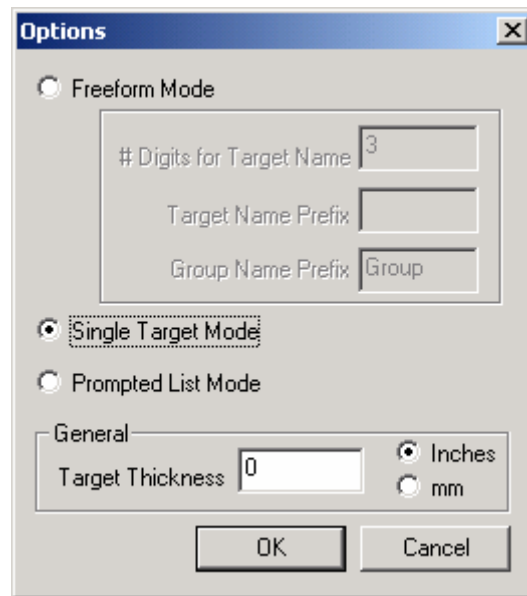 Options
Freeform Mode
# Digits for Target Name 3
Target Name Prefix
Group Name Prefix Group
Single Target Mode
Prompted List Mode
General
Target Thickness 0 Inches
mm
OK Cancel